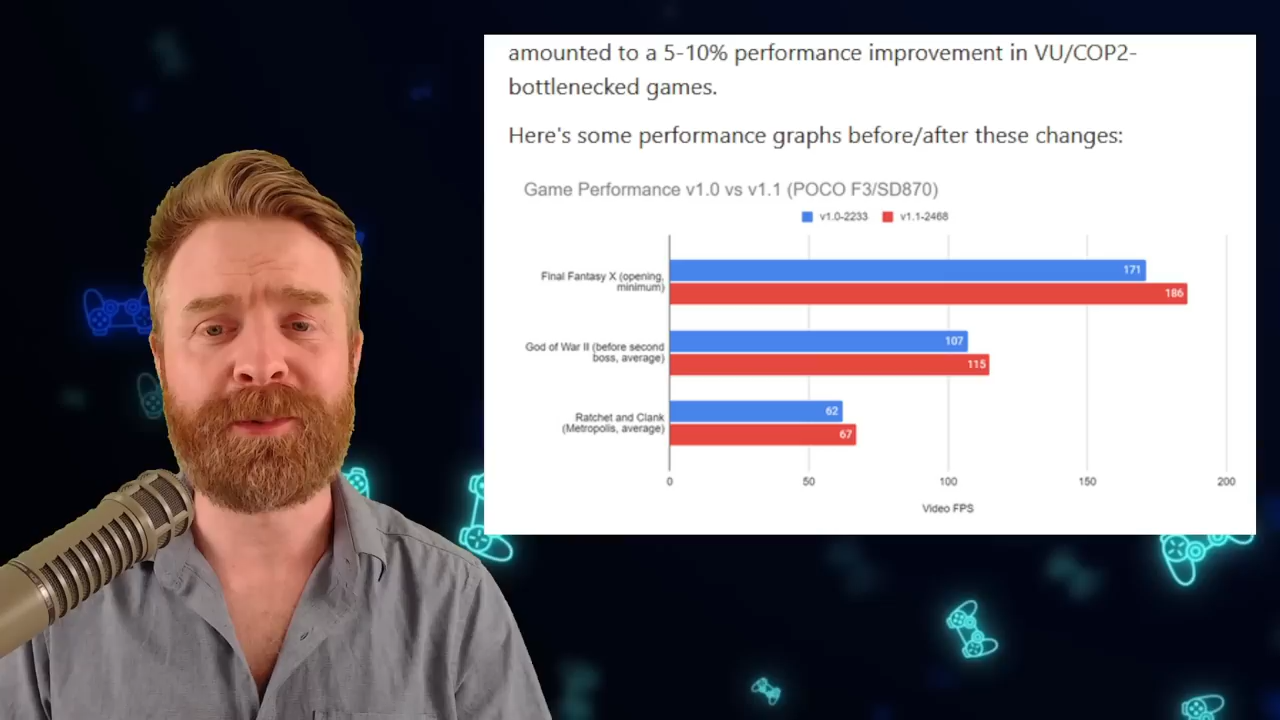 amounted to a 5-10% performance improvement in VU/COP2-
bottlenecked games.
Here's some performance graphs before/after these changes:
Game Performance v1.0 vs v1.1 (POCO F3/SD870)
v1.0-2233 v1.1-2468
Final Fantasy X (opening,
minimum)
171
186
God of War II (before second
boss, average)
107
115
Ratchet and Clank
(Metropolis, average)
62
67
0 50 100 150 200
Video FPS